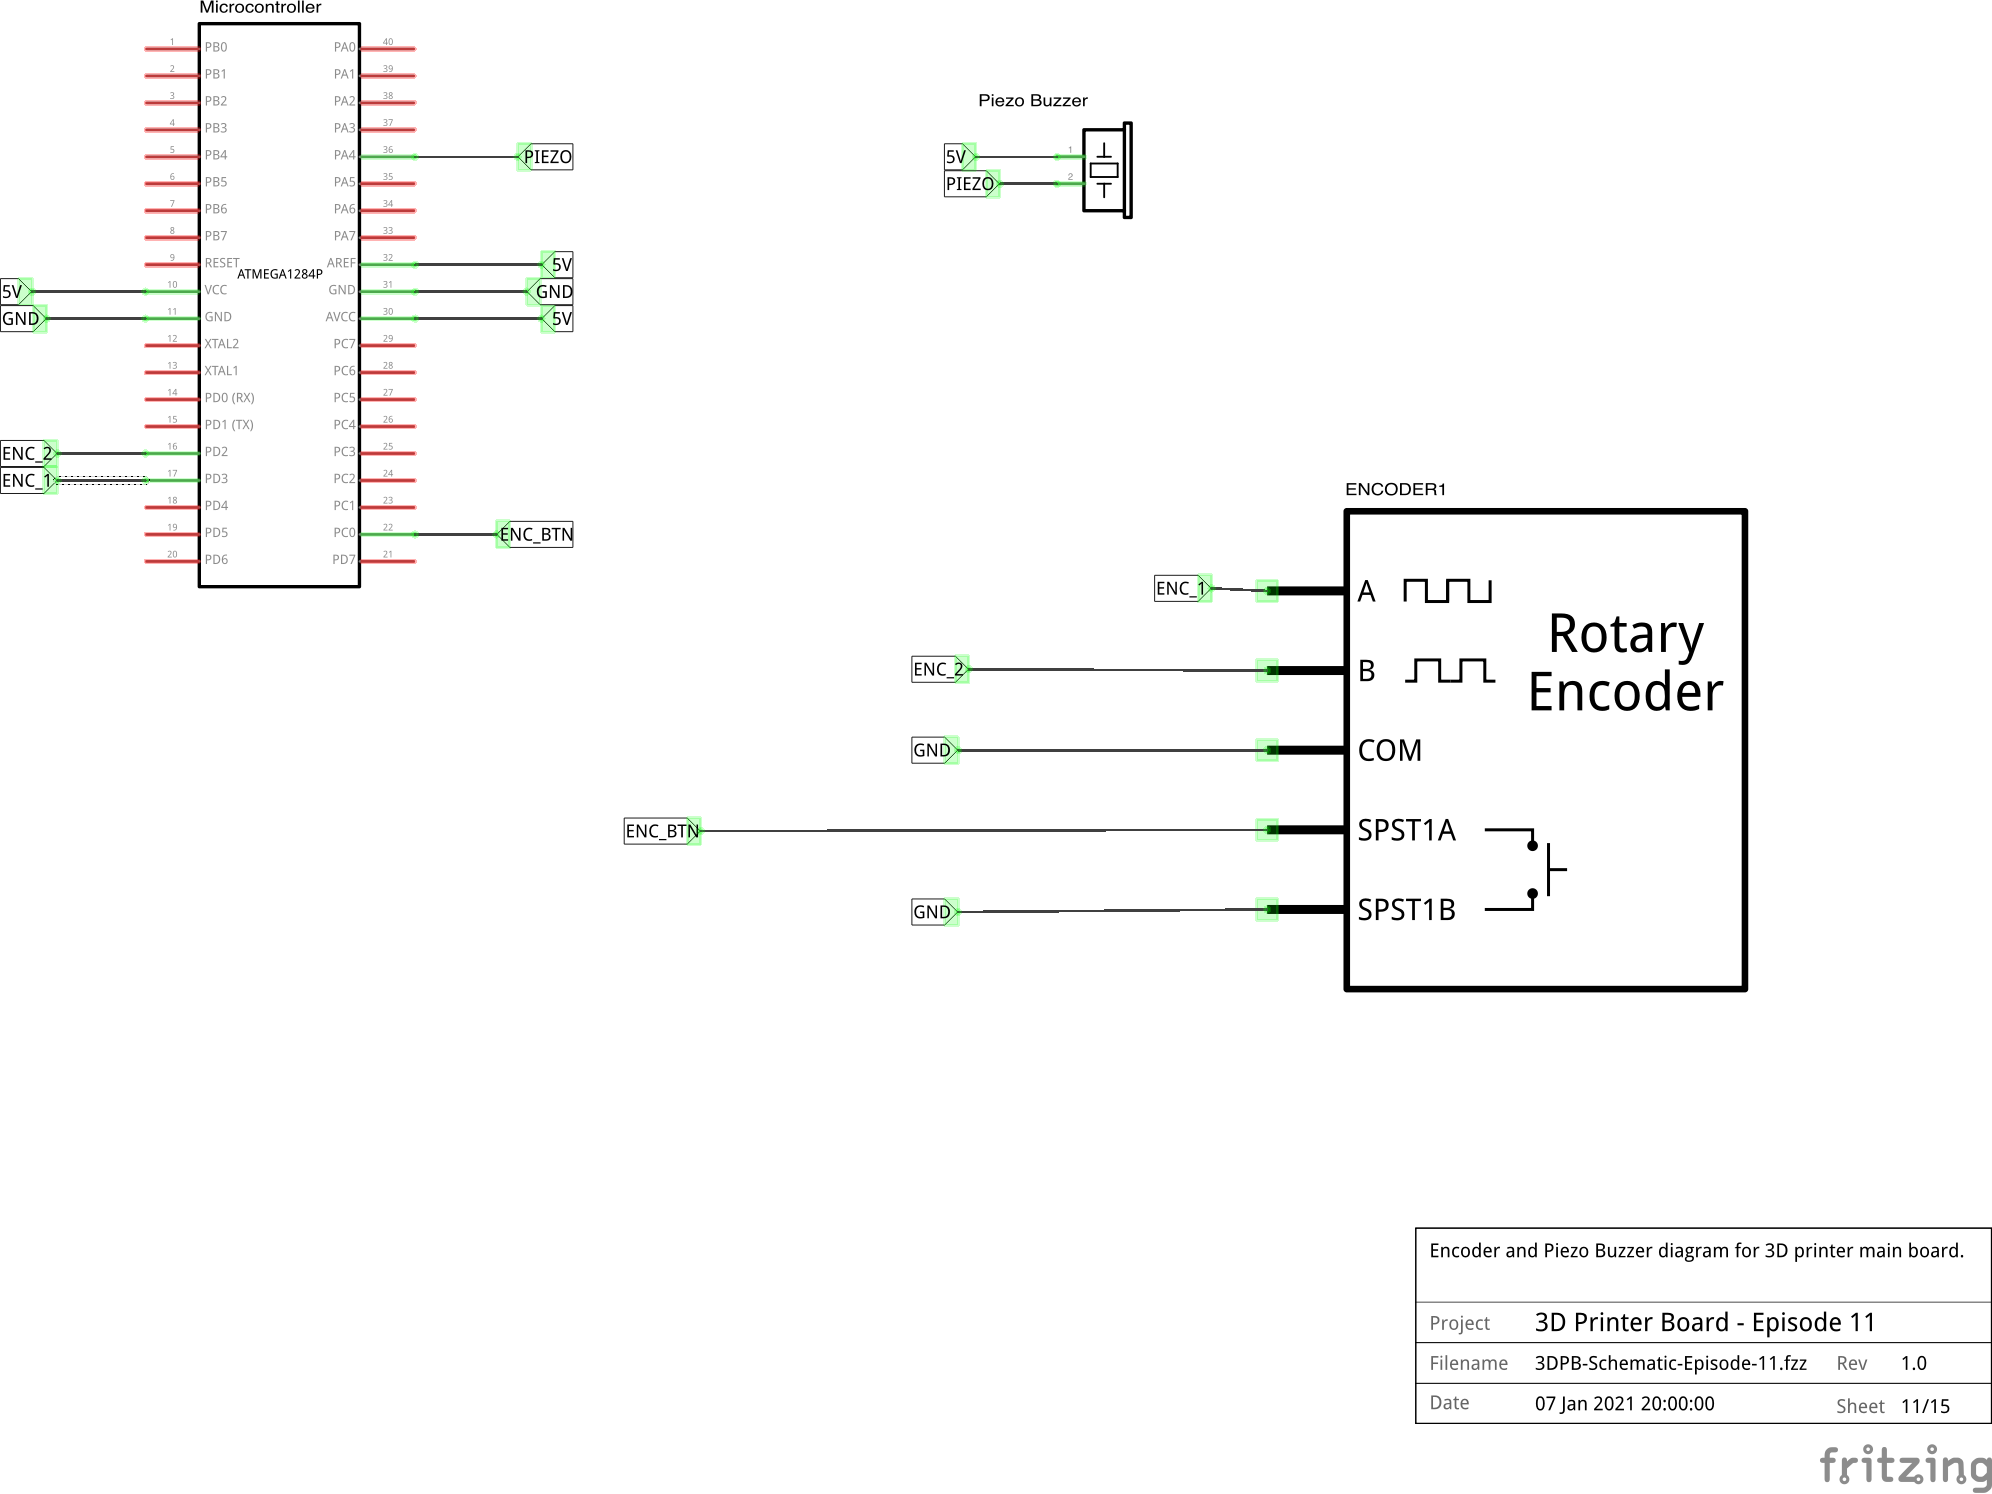 Microcontroller
1 PB0 PA0 40
2 PB1 PA1 39
3 PB2 PA2 38
4 PB3 PA3 37
5 PB4 PA4 36 PIEZO
6 PB5 PA5 35
7 PB6 PA6 34
8 PB7 PA7 33
9 RESET AREF 32 5V
ATMEGA1284P
5V 10 VCC GND 31 GND
GND 11 GND AVCC 30 5V
12 XTAL2 PC7 29
13 XTAL1 PC6 28
14 PD0 (RX) PC5 27
15 PD1 (TX) PC4 26
ENC_2 16 PD2 PC3 25
ENC_1 17 PD3 PC2 24
18 PD4 PC1 23
19 PD5 PC0 22 ENC_BTN
20 PD6 PD7 21
Piezo Buzzer
5V 1
PIEZO 2
ENCODER1
ENC_1 A
Rotary
Encoder
ENC_2 B
GND COM
ENC_BTN SPST1A
GND SPST1B
Encoder and Piezo Buzzer diagram for 3D printer main board.
Project 3D Printer Board - Episode 11
Filename 3DPB-Schematic-Episode-11.fzz Rev 1.0
Date 07 Jan 2021 20:00:00 Sheet 11/15
fritzing